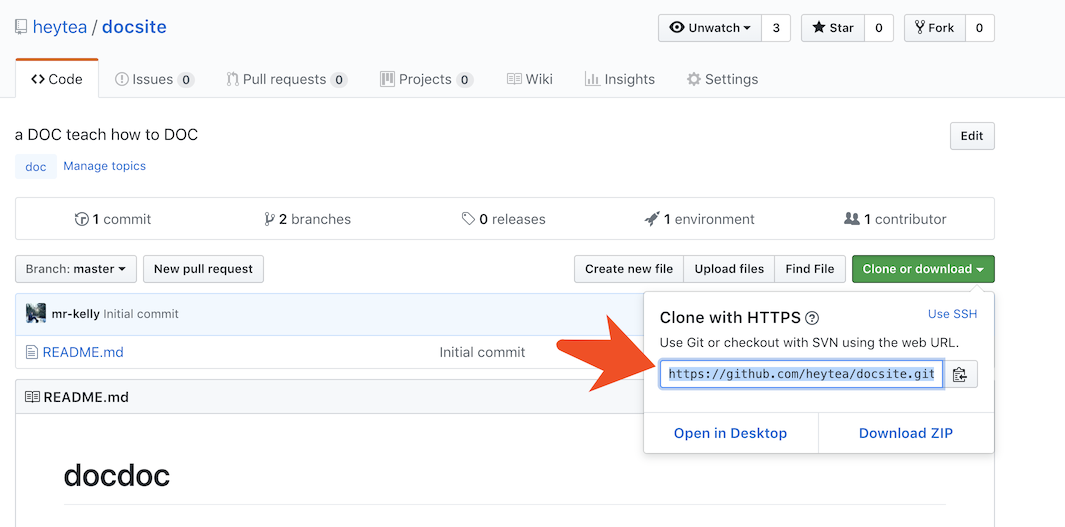 heytea / docsite
Unwatch 3 Star 0 Fork 0
Code Issues 0 Pull requests 0 Projects 0 Wiki Insights Settings
a DOC teach how to DOC
Edit
doc Manage topics
1 commit 2 branches 0 releases 1 environment 1 contributor
Branch: master New pull request Create new file Upload files Find File Clone or download
mr-kelly Initial commit
README.md Initial commit
Clone with HTTPS Use SSH
Use Git or checkout with SVN using the web URL.
https://github.com/heytea/docsite.git
Open in Desktop Download ZIP
README.md
docdoc